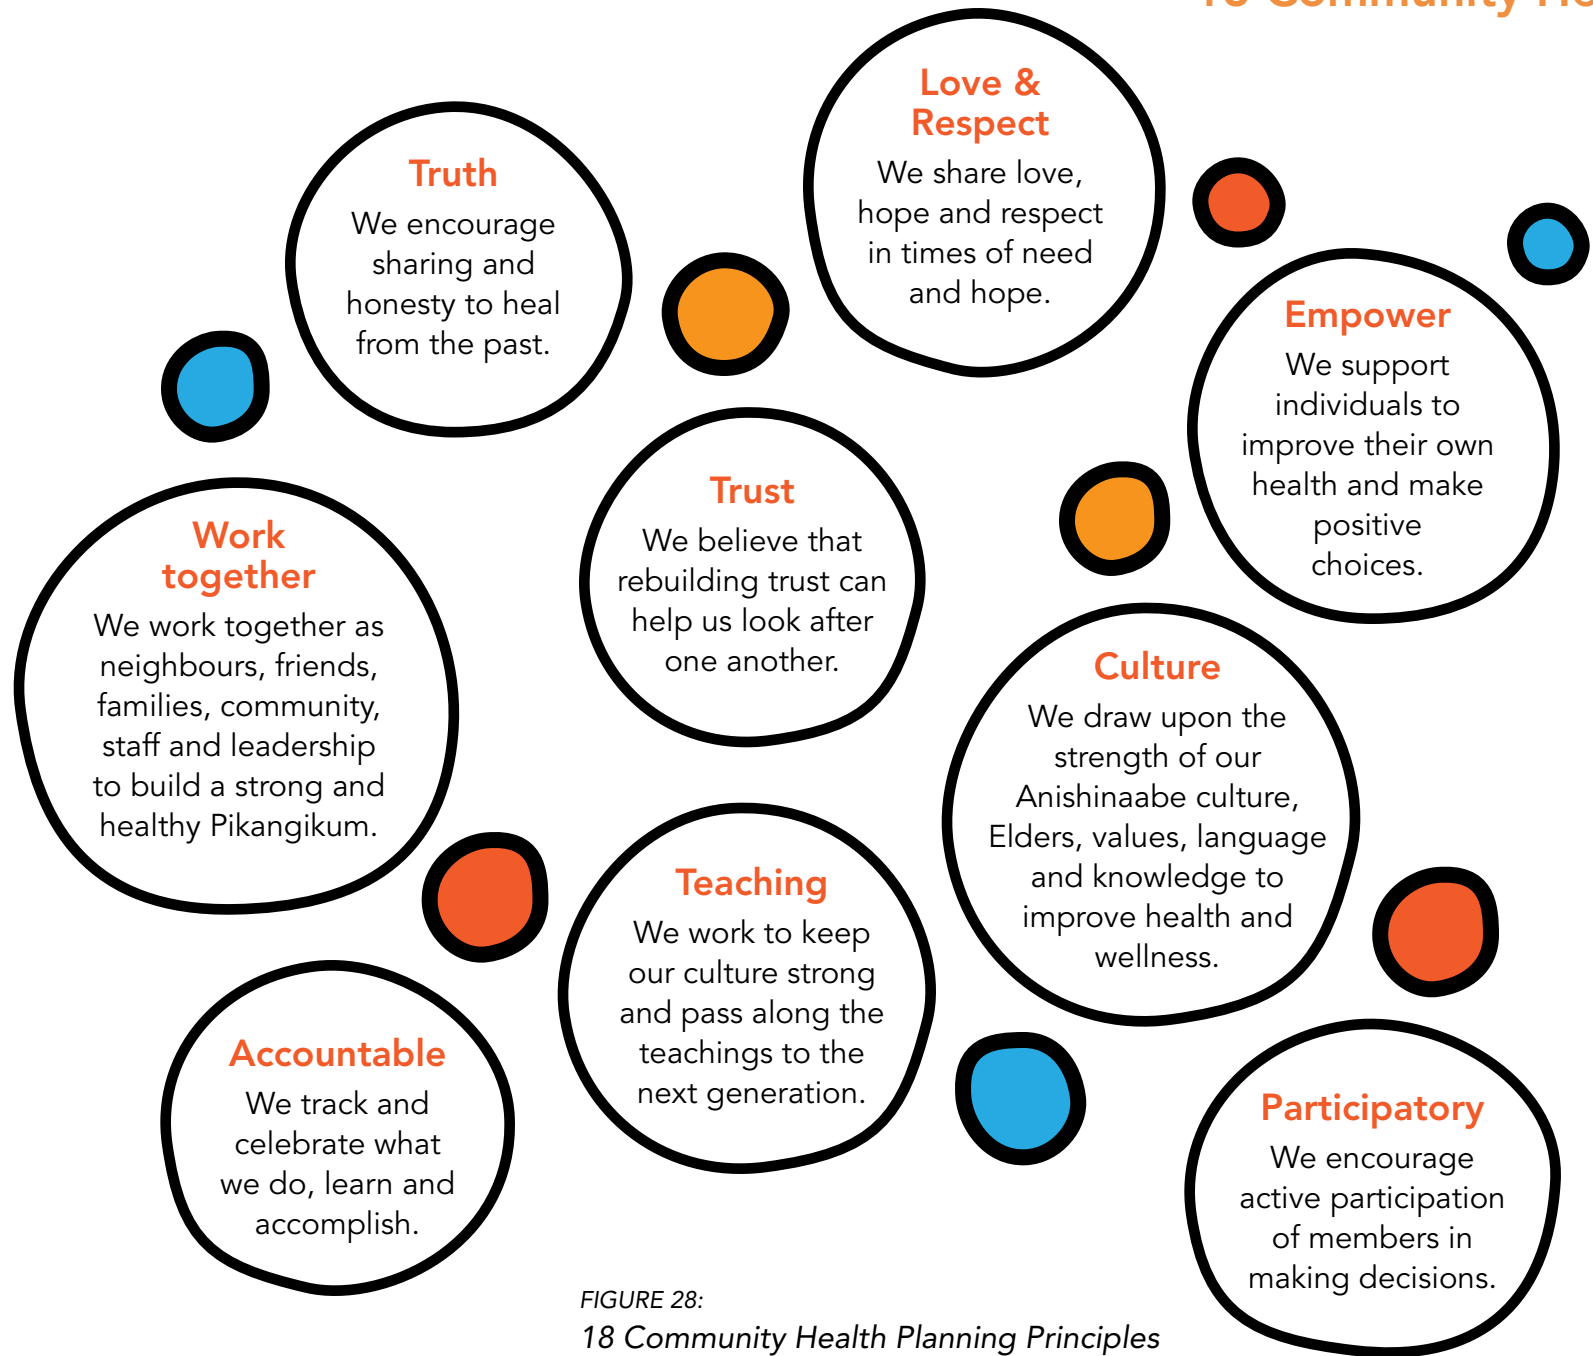 Love &
Respect
We share love,
hope and respect
in times of need
and hope.
Truth
We encourage
sharing and
honesty to heal
from the past.
Empower
We support
individuals to
improve their own
health and make
positive
choices.
Trust
We believe that
rebuilding trust can
help us look after
one another.
Work
together
We work together as
neighbours, friends,
families, community,
staff and leadership
to build a strong and
healthy Pikangikum.
Culture
We draw upon the
strength of our
Anishinaabe culture,
Elders, values, language
and knowledge to
improve health and
wellness.
Teaching
We work to keep
our culture strong
and pass along the
teachings to the
next generation.
Accountable
We track and
celebrate what
we do, learn and
accomplish.
Participatory
We encourage
active participation
of members in
making decisions.
FIGURE 28:
18 Community Health Planning Principles